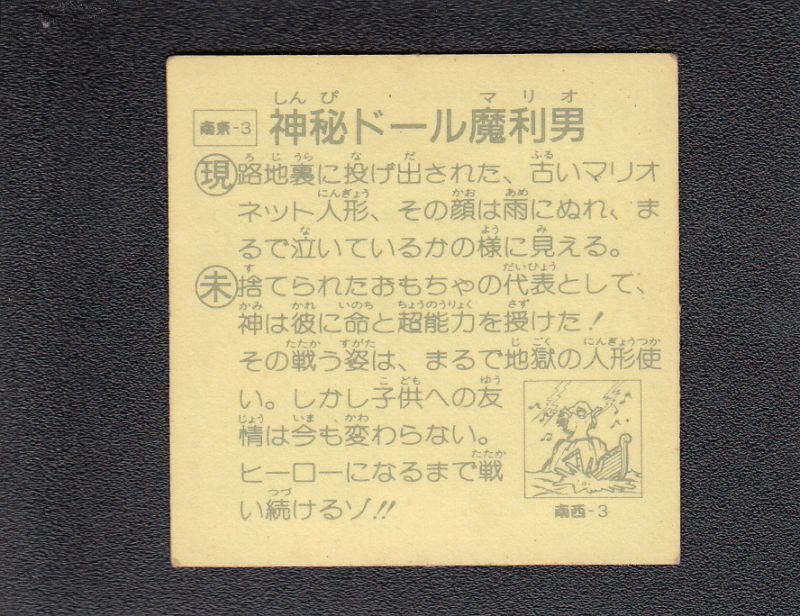 南紫-3
神秘ドール魔利男
しんぴ マリオ
現 路地裏に投げ出された、古いマリオ
ろじうら な だ ふる
ネット人形、その顔は雨にぬれ、ま
にんぎょう かお あめ
るで泣いているかの様に見える。
な よう み
未 捨てられたおもちゃの代表として、
す だいひょう
神は彼に命と超能力を授けた!
かみ かれ いのち ちょうのうりょく さず
その戦う姿は、まるで地獄の人形使
たたか すがた じごく にんぎょうつか
い。しかし子供への友
こども ゆう
情は今も変わらない。
じょう いま かわ
ヒーローになるまで戦
たたか
い続けるゾ!!
つづ
南西-3